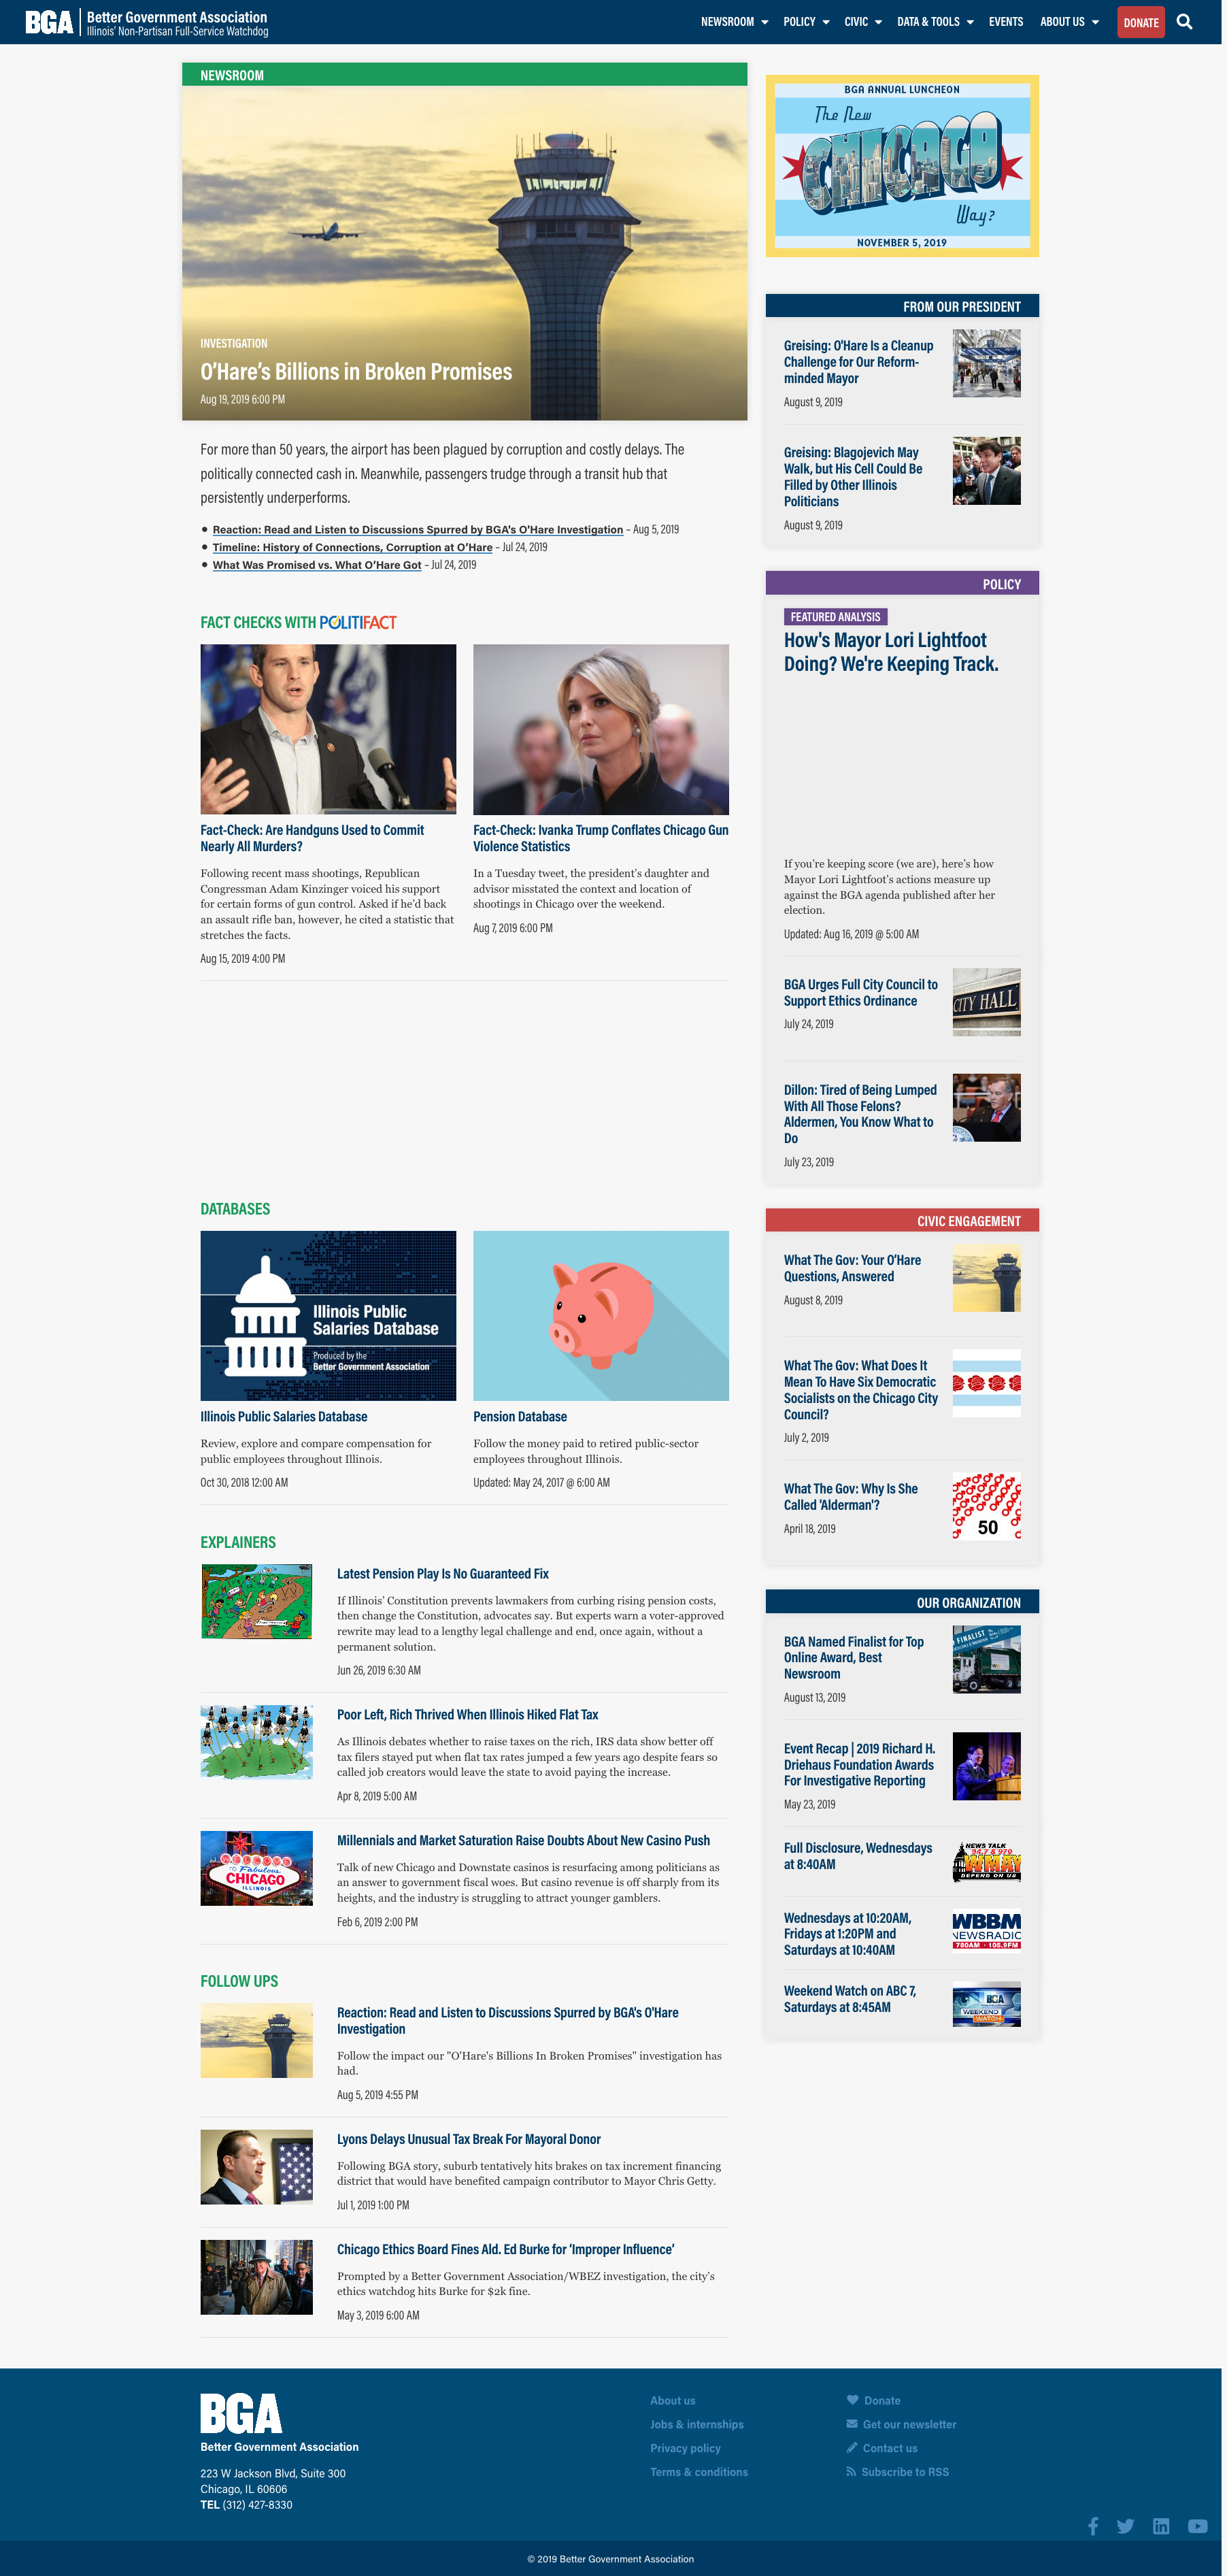 BGA
Better Government Association
Illinois' Non-Partisan Full-Service Watchdog
NEWSROOM
POLICY
CIVIC
DATA & TOOLS
EVENTS
ABOUT US
DONATE
NEWSROOM
INVESTIGATION
O'Hare's Billions in Broken Promises
Aug 19, 2019 6:00 PM
For more than 50 years, the airport has been plagued by corruption and costly delays. The
politically connected cash in. Meanwhile, passengers trudge through a transit hub that
persistently underperforms.
Reaction: Read and Listen to Discussions Spurred by BGA's O'Hare Investigation – Aug 5, 2019
Timeline: History of Connections, Corruption at O'Hare – Jul 24, 2019
What Was Promised vs. What O'Hare Got – Jul 24, 2019
FACT CHECKS WITH POLITIFACT
Fact-Check: Are Handguns Used to Commit
Nearly All Murders?
Following recent mass shootings, Republican
Congressman Adam Kinzinger voiced his support
for certain forms of gun control. Asked if he'd back
an assault rifle ban, however, he cited a statistic that
stretches the facts.
Aug 15, 2019 4:00 PM
Fact-Check: Ivanka Trump Conflates Chicago Gun
Violence Statistics
In a Tuesday tweet, the president's daughter and
advisor misstated the context and location of
shootings in Chicago over the weekend.
Aug 7, 2019 6:00 PM
DATABASES
Illinois Public
Salaries Database
Produced by the
Better Government Association
Illinois Public Salaries Database
Review, explore and compare compensation for
public employees throughout Illinois.
Oct 30, 2018 12:00 AM
Pension Database
Follow the money paid to retired public-sector
employees throughout Illinois.
Updated: May 24, 2017 @ 6:00 AM
EXPLAINERS
Latest Pension Play Is No Guaranteed Fix
If Illinois' Constitution prevents lawmakers from curbing rising pension costs,
then change the Constitution, advocates say. But experts warn a voter-approved
rewrite may lead to a lengthy legal challenge and end, once again, without a
permanent solution.
Jun 26, 2019 6:30 AM
Poor Left, Rich Thrived When Illinois Hiked Flat Tax
As Illinois debates whether to raise taxes on the rich, IRS data show better off
tax filers stayed put when flat tax rates jumped a few years ago despite fears so
called job creators would leave the state to avoid paying the increase.
Apr 8, 2019 5:00 AM
WELCOME
TO Fabulous
CHICAGO
ILLINOIS
Millennials and Market Saturation Raise Doubts About New Casino Push
Talk of new Chicago and Downstate casinos is resurfacing among politicians as
an answer to government fiscal woes. But casino revenue is off sharply from its
heights, and the industry is struggling to attract younger gamblers.
Feb 6, 2019 2:00 PM
FOLLOW UPS
Reaction: Read and Listen to Discussions Spurred by BGA's O'Hare
Investigation
Follow the impact our "O'Hare's Billions In Broken Promises" investigation has
had.
Aug 5, 2019 4:55 PM
Lyons Delays Unusual Tax Break For Mayoral Donor
Following BGA story, suburb tentatively hits brakes on tax increment financing
district that would have benefited campaign contributor to Mayor Chris Getty.
Jul 1, 2019 1:00 PM
Chicago Ethics Board Fines Ald. Ed Burke for 'Improper Influence'
Prompted by a Better Government Association/WBEZ investigation, the city's
ethics watchdog hits Burke for $2k fine.
May 3, 2019 6:00 AM
BGA ANNUAL LUNCHEON
The New
CHICAGO
Way?
NOVEMBER 5, 2019
FROM OUR PRESIDENT
Greising: O'Hare Is a Cleanup
Challenge for Our Reform-
minded Mayor
August 9, 2019
Greising: Blagojevich May
Walk, but His Cell Could Be
Filled by Other Illinois
Politicians
August 9, 2019
POLICY
FEATURED ANALYSIS
How's Mayor Lori Lightfoot
Doing? We're Keeping Track.
If you're keeping score (we are), here's how
Mayor Lori Lightfoot's actions measure up
against the BGA agenda published after her
election.
Updated: Aug 16, 2019 @ 5:00 AM
BGA Urges Full City Council to
Support Ethics Ordinance
July 24, 2019
CITY HALL
Dillon: Tired of Being Lumped
With All Those Felons?
Aldermen, You Know What to
Do
July 23, 2019
CIVIC ENGAGEMENT
What The Gov: Your O'Hare
Questions, Answered
August 8, 2019
What The Gov: What Does It
Mean To Have Six Democratic
Socialists on the Chicago City
Council?
July 2, 2019
What The Gov: Why Is She
Called 'Alderman'?
April 18, 2019
50
OUR ORGANIZATION
BGA Named Finalist for Top
Online Award, Best
Newsroom
August 13, 2019
FINALIST
Event Recap | 2019 Richard H.
Driehaus Foundation Awards
For Investigative Reporting
May 23, 2019
Full Disclosure, Wednesdays
at 8:40AM
NEWS TALK
94.7 & 970
WMAY
DEPEND ON US
Wednesdays at 10:20AM,
Fridays at 1:20PM and
Saturdays at 10:40AM
WBBM
NEWSRADIO
780AM · 105.9FM
Weekend Watch on ABC 7,
Saturdays at 8:45AM
BGA
WEEKEND
WATCH
BGA
Better Government Association
223 W Jackson Blvd, Suite 300
Chicago, IL 60606
TEL (312) 427-8330
About us
Jobs & internships
Privacy policy
Terms & conditions
Donate
Get our newsletter
Contact us
Subscribe to RSS
© 2019 Better Government Association